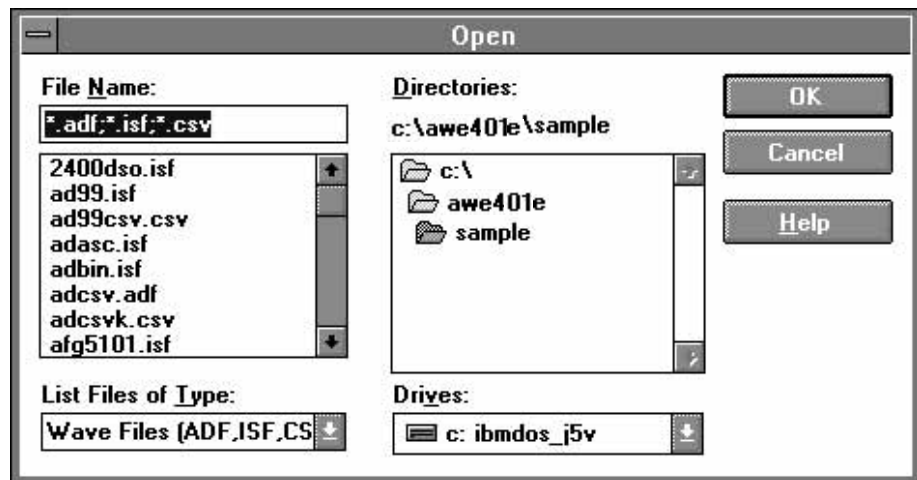 Open
File Name:
*.adf;*.isf;*.csv
2400dso.isf
ad99.isf
ad99csv.csv
adasc.isf
adbin.isf
adcsv.adf
adcsvk.csv
afg5101.isf
List Files of Type:
Wave Files (ADF,ISF,CS
Directories:
c:\awe401e\sample
c:\
awe401e
sample
Drives:
c: ibmdos_j5v
OK
Cancel
Help